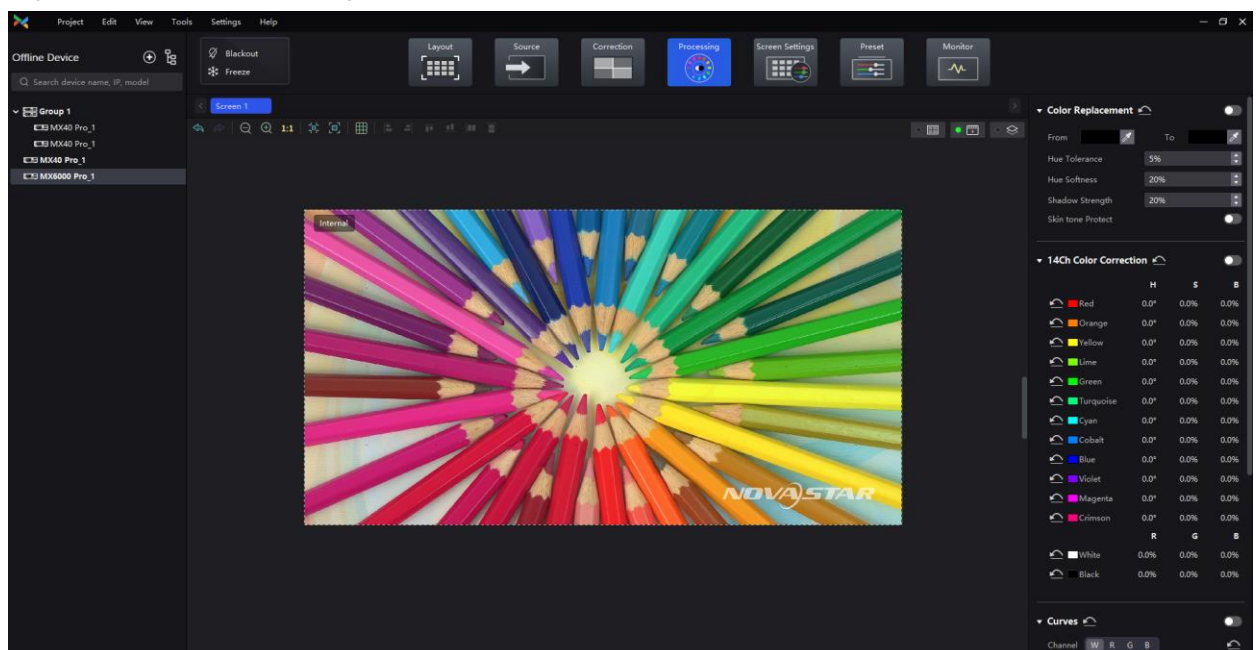 Project Edit View Tools Settings Help
Offline Device
Search device name, IP, model
Group 1
MX40 Pro_1
MX40 Pro_1
MX40 Pro_1
MX6000 Pro_1
Blackout
Freeze
Layout Source Correction Processing Screen Settings Preset Monitor
Screen 1
1:1
Internal
NOVASTAR
Color Replacement
From To
Hue Tolerance 5%
Hue Softness 20%
Shadow Strength 20%
Skin tone Protect
14Ch Color Correction
H S B
Red 0.0° 0.0% 0.0%
Orange 0.0° 0.0% 0.0%
Yellow 0.0° 0.0% 0.0%
Lime 0.0° 0.0% 0.0%
Green 0.0° 0.0% 0.0%
Turquoise 0.0° 0.0% 0.0%
Cyan 0.0° 0.0% 0.0%
Cobalt 0.0° 0.0% 0.0%
Blue 0.0° 0.0% 0.0%
Violet 0.0° 0.0% 0.0%
Magenta 0.0° 0.0% 0.0%
Crimson 0.0° 0.0% 0.0%
R G B
White 0.0% 0.0% 0.0%
Black 0.0% 0.0% 0.0%
Curves
Channel W R G B